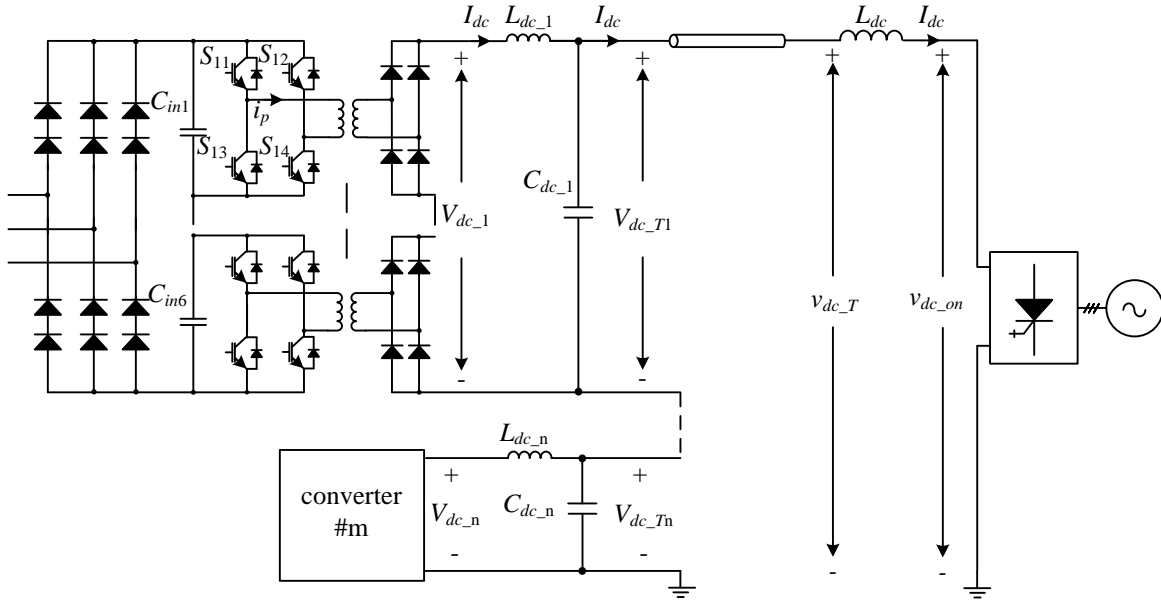 I_dc L_dc_1 I_dc L_dc I_dc
S_11 S_12
+ + + +
C_in1
i_p
S_13 S_14
C_dc_1
V_dc_1 V_dc_T1
C_in6
v_dc_T v_dc_on
- -
L_dc_n
+ +
converter
#m
V_dc_n C_dc_n V_dc_Tn
- -
- -